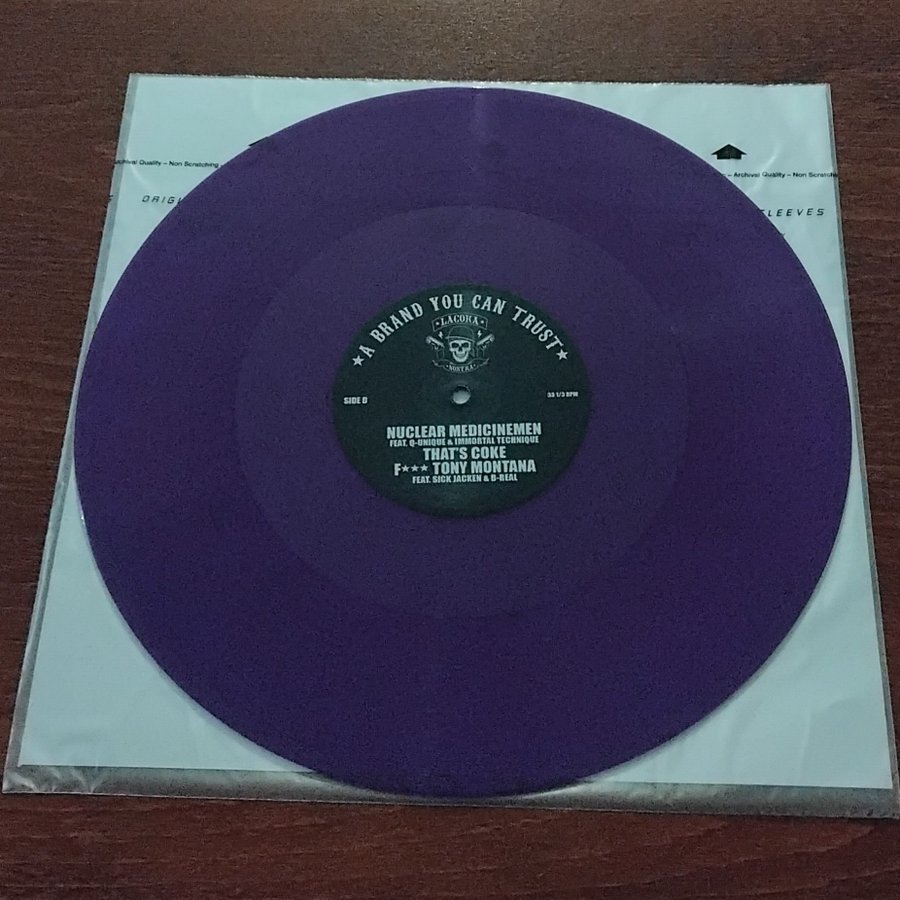 Archival Quality – Non Scratching
– Archival Quality – Non Scratchi
ORIGI
SLEEVES
★ A BRAND YOU CAN TRUST ★
LACOKA
NOSTRA
SIDE B
33 1/3 RPM
NUCLEAR MEDICINEMEN
FEAT. Q-UNIQUE & IMMORTAL TECHNIQUE
THAT'S COKE
F★★★ TONY MONTANA
FEAT. SICK JACKEN & B-REAL